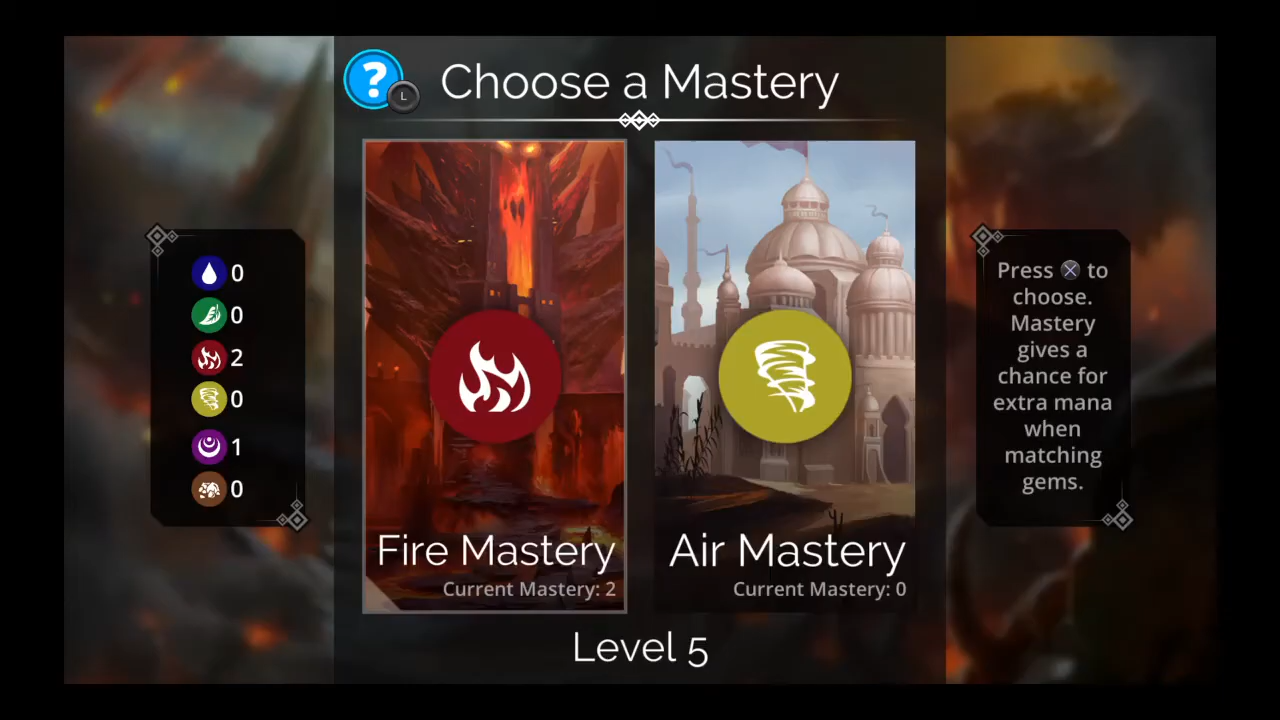 ?
L
Choose a Mastery
0
0
2
0
1
0
Fire Mastery
Current Mastery: 2
Air Mastery
Current Mastery: 0
Press ⓧ to
choose.
Mastery
gives a
chance for
extra mana
when
matching
gems.
Level 5